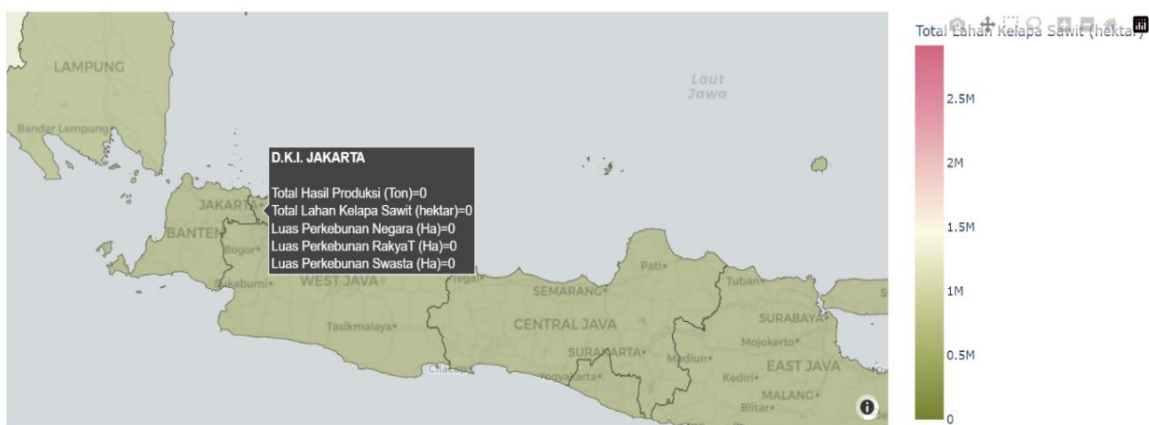 Total Lahan Kelapa Sawit (hektar)
LAMPUNG
Laut
Jawa
2.5M
Bandar Lampung
D.K.I. JAKARTA
2M
Total Hasil Produksi (Ton)=0
JAKARTA
Total Lahan Kelapa Sawit (hektar)=0
Luas Perkebunan Negara (Ha)=0
BANTEN
1.5M
Luas Perkebunan RakyaT (Ha)=0
Bogor
Luas Perkebunan Swasta (Ha)=0
Pati
Sukabumi
WEST JAVA
Tegal
Tuban
SEMARANG
1M
Tasikmalaya
CENTRAL JAVA
SURABAYA
Mojokerto
SURAKARTA
Madiun
EAST JAVA
0.5M
Cilacap
Yogyakarta
Kediri
MALANG
Blitar
0